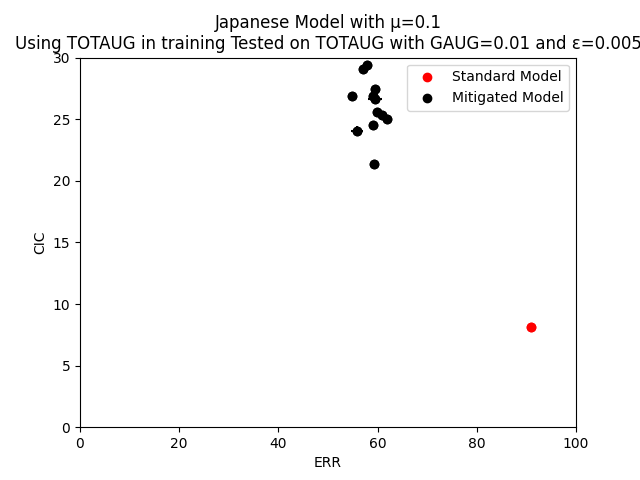 Japanese Model with μ=0.1
Using TOTAUG in training Tested on TOTAUG with GAUG=0.01 and ε=0.005
30
Standard Model
Mitigated Model
25
20
CIC
15
10
5
0
0 20 40 60 80 100
ERR